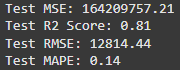 Test MSE: 164209757.21
Test R2 Score: 0.81
Test RMSE: 12814.44
Test MAPE: 0.14